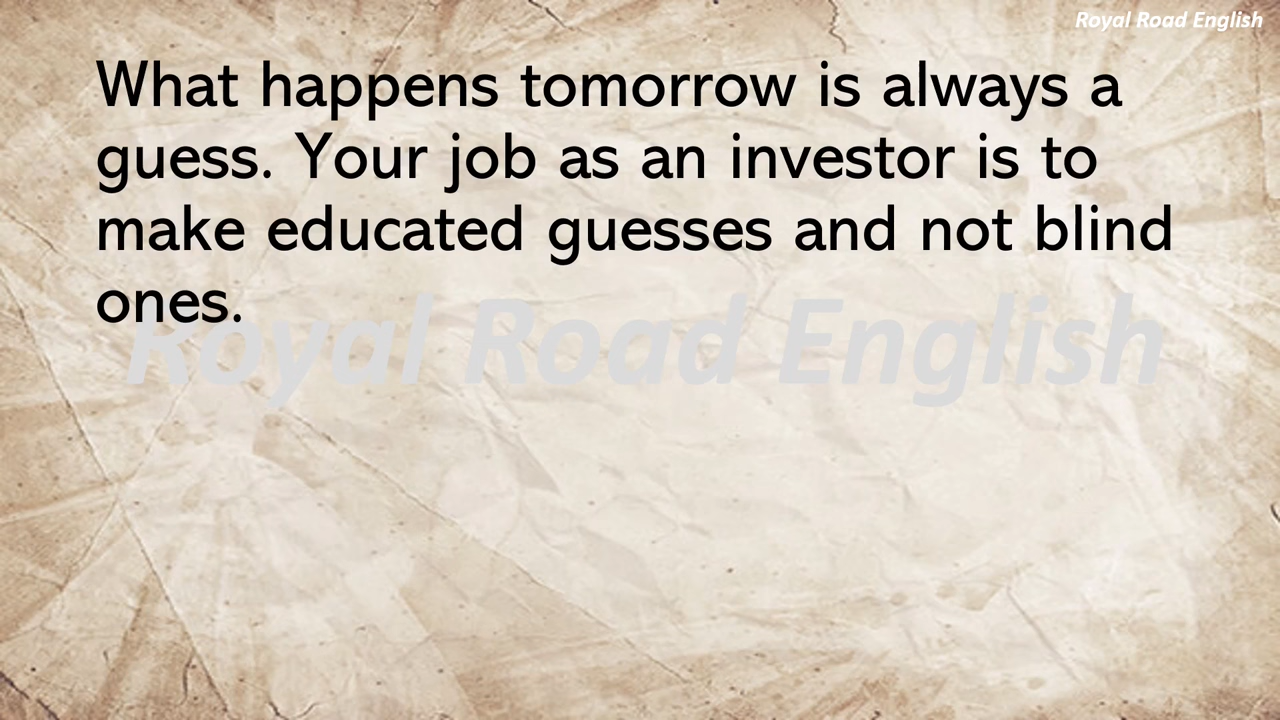 Royal Road English
What happens tomorrow is always a
guess. Your job as an investor is to
make educated guesses and not blind
ones.
Royal Road English